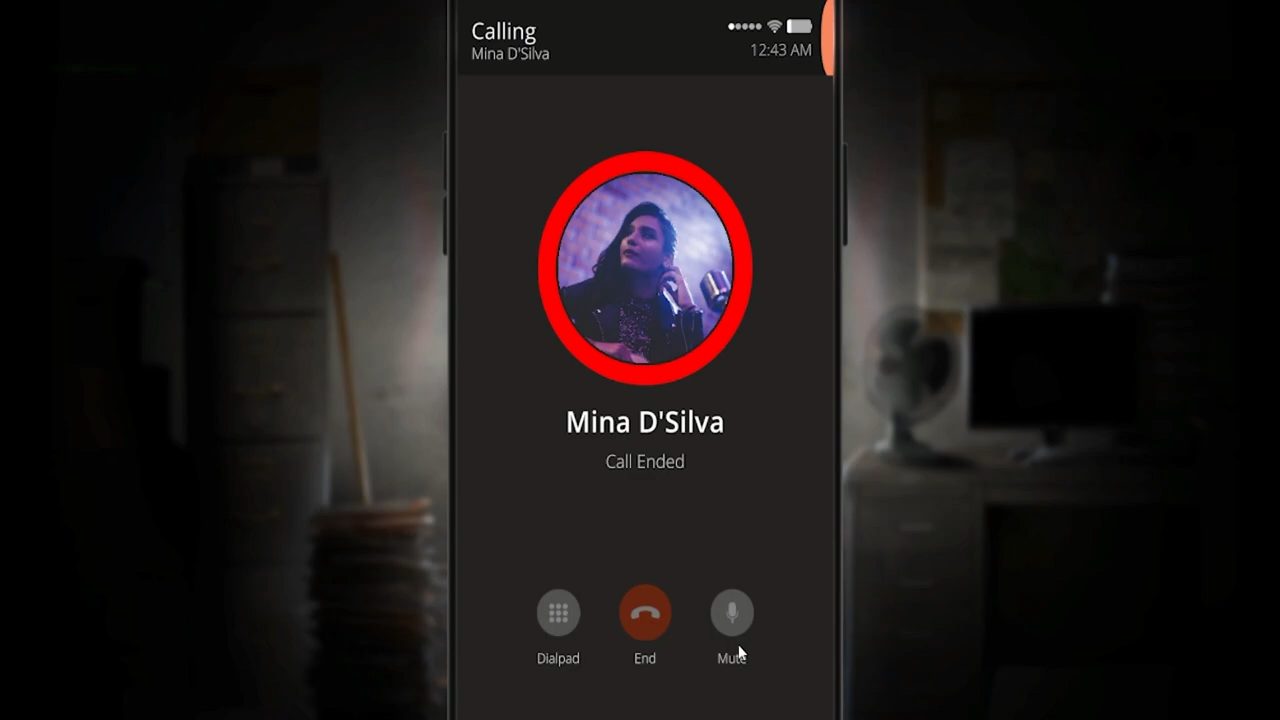 Calling
Mina D'Silva
12:43 AM
Mina D'Silva
Call Ended
Dialpad
End
Mute